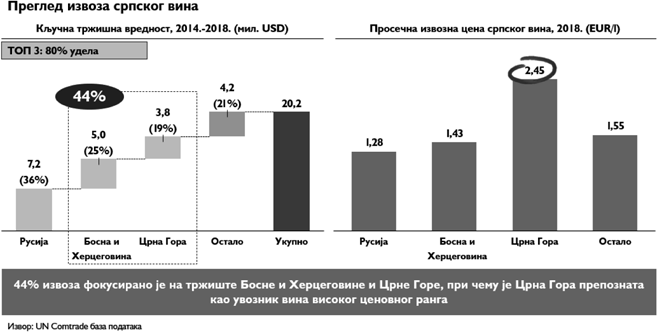 Преглед извоза српског вина
Кључна тржишна вредност, 2014.-2018. (мил. USD)
ТОП 3: 80% удела
44%
7,2
(36%)
5,0
(25%)
3,8
(19%)
4,2
(21%)
20,2
Русија
Босна и
Херцеговина
Црна Гора
Остало
Укупно
Просечна извозна цена српског вина, 2018. (EUR/l)
1,28
1,43
2,45
1,55
Русија
Босна и
Херцеговина
Црна Гора
Остало
44% извоза фокусирано је на тржиште Босне и Херцеговине и Црне Горе, при чему је Црна Гора препозната
као увозник вина високог ценовног ранга
Извор: UN Comtrade база података